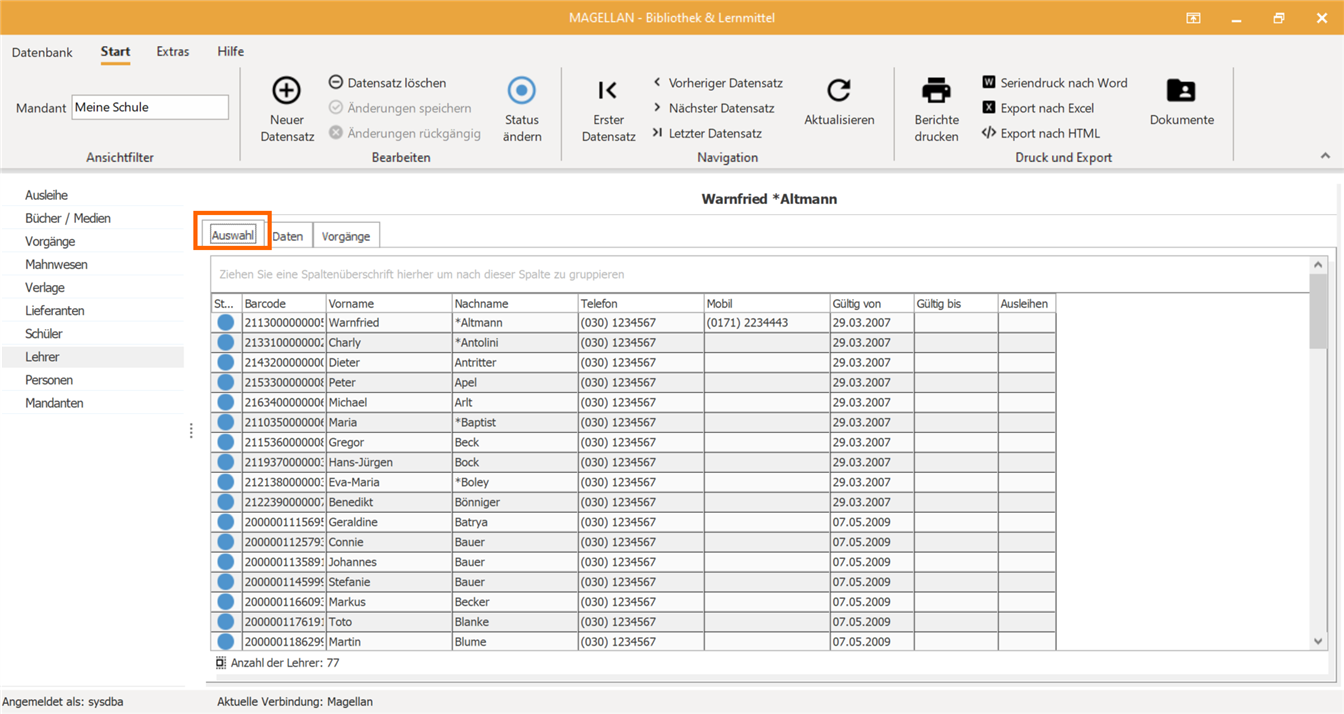 MAGELLAN - Bibliothek & Lernmittel
Datenbank Start Extras Hilfe
Mandant Meine Schule
Ansichtfilter
Neuer Datensatz
Datensatz löschen
Änderungen speichern
Änderungen rückgängig
Status ändern
Bearbeiten
Erster Datensatz
Vorheriger Datensatz
Nächster Datensatz
Letzter Datensatz
Aktualisieren
Navigation
Berichte drucken
Seriendruck nach Word
Export nach Excel
Export nach HTML
Dokumente
Druck und Export
Ausleihe
Bücher / Medien
Vorgänge
Mahnwesen
Verlage
Lieferanten
Schüler
Lehrer
Personen
Mandanten
Warnfried *Altmann
Auswahl Daten Vorgänge
Ziehen Sie eine Spaltenüberschrift hierher um nach dieser Spalte zu gruppieren
St... Barcode Vorname Nachname Telefon Mobil Gültig von Gültig bis Ausleihen
211300000005 Warnfried *Altmann (030) 1234567 (0171) 2234443 29.03.2007
213310000002 Charly *Antolini (030) 1234567 29.03.2007
214320000000 Dieter Antritter (030) 1234567 29.03.2007
215330000008 Peter Apel (030) 1234567 29.03.2007
216340000006 Michael Arlt (030) 1234567 29.03.2007
211035000006 Maria *Baptist (030) 1234567 29.03.2007
211536000008 Gregor Beck (030) 1234567 29.03.2007
211937000003 Hans-Jürgen Bock (030) 1234567 29.03.2007
212138000003 Eva-Maria *Boley (030) 1234567 29.03.2007
212239000007 Benedikt Bönniger (030) 1234567 29.03.2007
200000111569 Geraldine Batrya (030) 1234567 07.05.2009
200000112579 Connie Bauer (030) 1234567 07.05.2009
200000113589 Johannes Bauer (030) 1234567 07.05.2009
200000114599 Stefanie Bauer (030) 1234567 07.05.2009
200000116609 Markus Becker (030) 1234567 07.05.2009
200000117619 Toto Blanke (030) 1234567 07.05.2009
200000118629 Martin Blume (030) 1234567 07.05.2009
Anzahl der Lehrer: 77
Angemeldet als: sysdba Aktuelle Verbindung: Magellan